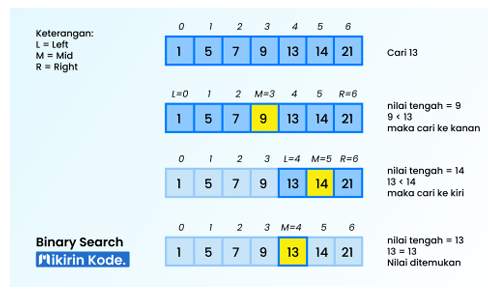 Keterangan:
L = Left
M = Mid
R = Right
0 1 2 3 4 5 6
1 5 7 9 13 14 21
Cari 13
L=0 1 2 M=3 4 5 R=6
1 5 7 9 13 14 21
nilai tengah = 9
9 < 13
maka cari ke kanan
0 1 2 3 L=4 M=5 R=6
1 5 7 9 13 14 21
nilai tengah = 14
13 < 14
maka cari ke kiri
0 1 2 3 M=4 5 6
1 5 7 9 13 14 21
nilai tengah = 13
13 = 13
Nilai ditemukan
Binary Search
Mikirin Kode.